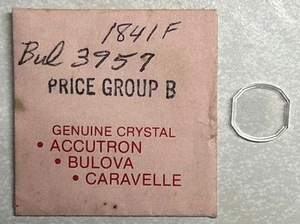 1841F
Bul 3957
PRICE GROUP B
GENUINE CRYSTAL
• ACCUTRON
• BULOVA
• CARAVELLE